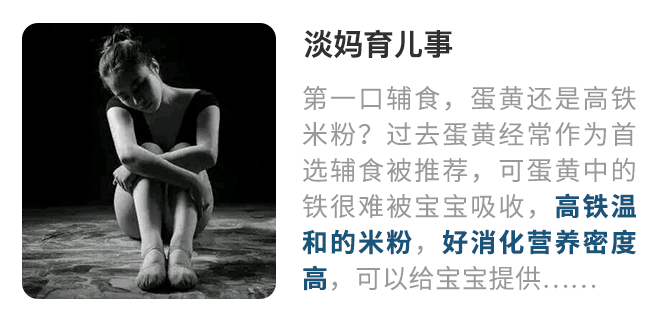 淡妈育儿事
第一口辅食，蛋黄还是高铁
米粉？过去蛋黄经常作为首
选辅食被推荐，可蛋黄中的
铁很难被宝宝吸收，高铁温
和的米粉，好消化营养密度
高，可以给宝宝提供……